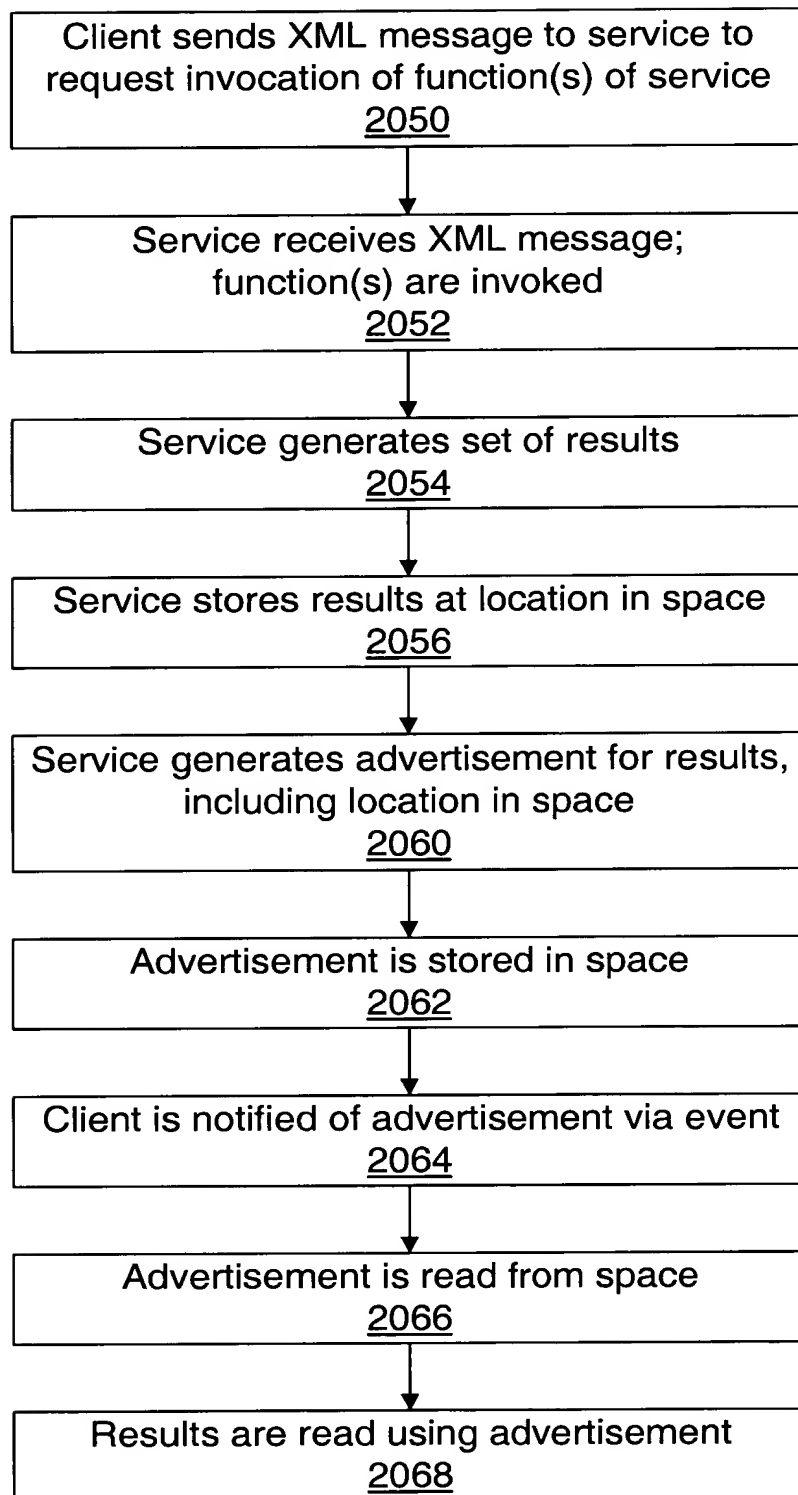 Client sends XML message to service to
request invocation of function(s) of service
2050
Service receives XML message;
function(s) are invoked
2052
Service generates set of results
2054
Service stores results at location in space
2056
Service generates advertisement for results,
including location in space
2060
Advertisement is stored in space
2062
Client is notified of advertisement via event
2064
Advertisement is read from space
2066
Results are read using advertisement
2068